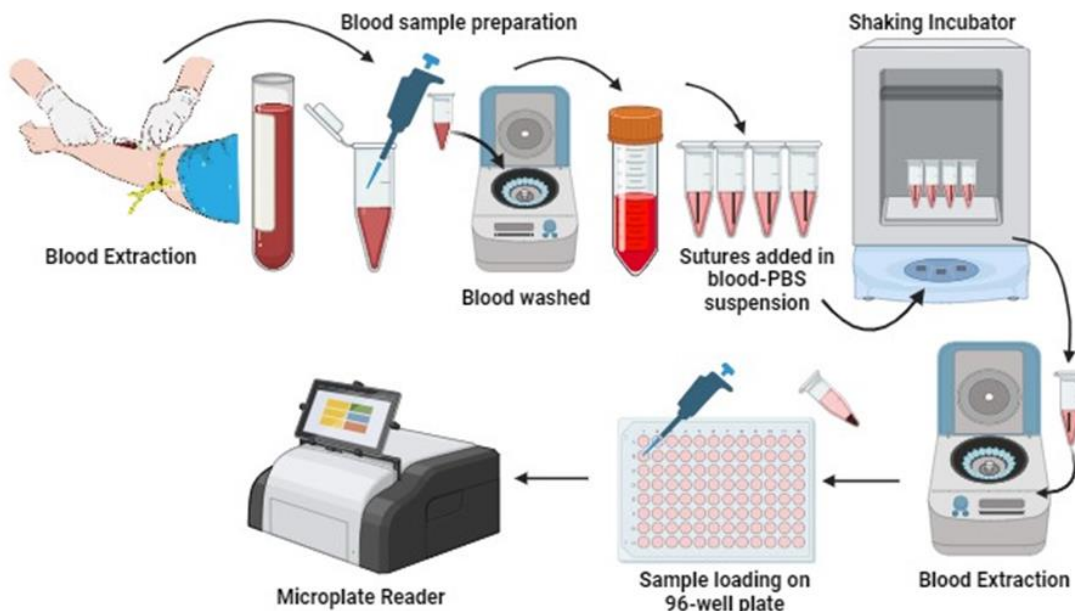 Blood sample preparation
Shaking Incubator
Blood Extraction
Blood washed
Sutures added in
blood-PBS
suspension
Microplate Reader
Sample loading on
96-well plate
Blood Extraction